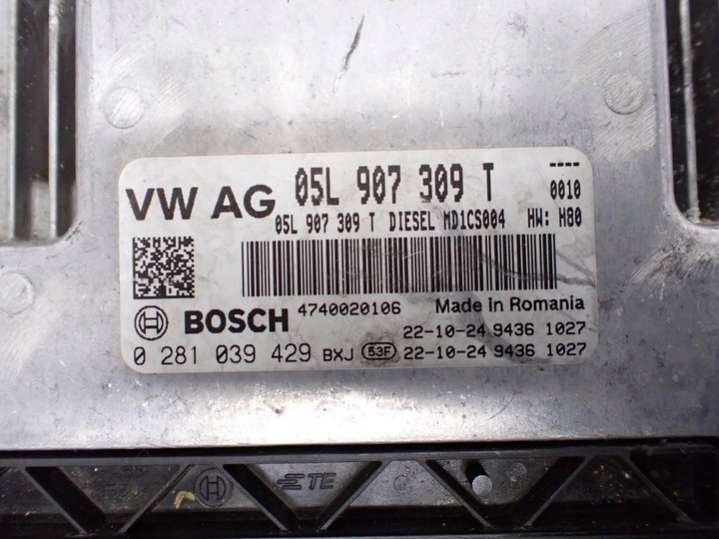 VW AG 05L 907 309 T ----
0010
05L 907 309 T DIESEL MD1CS004 HW: H80
4740020106 Made in Romania
BOSCH 22-10-24 9436 1027
0 281 039 429 BXJ 53F 22-10-24 9436 1027
TE